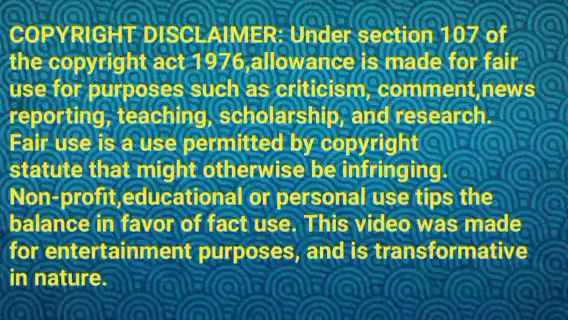 COPYRIGHT DISCLAIMER: Under section 107 of
the copyright act 1976,allowance is made for fair
use for purposes such as criticism, comment,news
reporting, teaching, scholarship, and research.
Fair use is a use permitted by copyright
statute that might otherwise be infringing.
Non-profit,educational or personal use tips the
balance in favor of fact use. This video was made
for entertainment purposes, and is transformative
in nature.